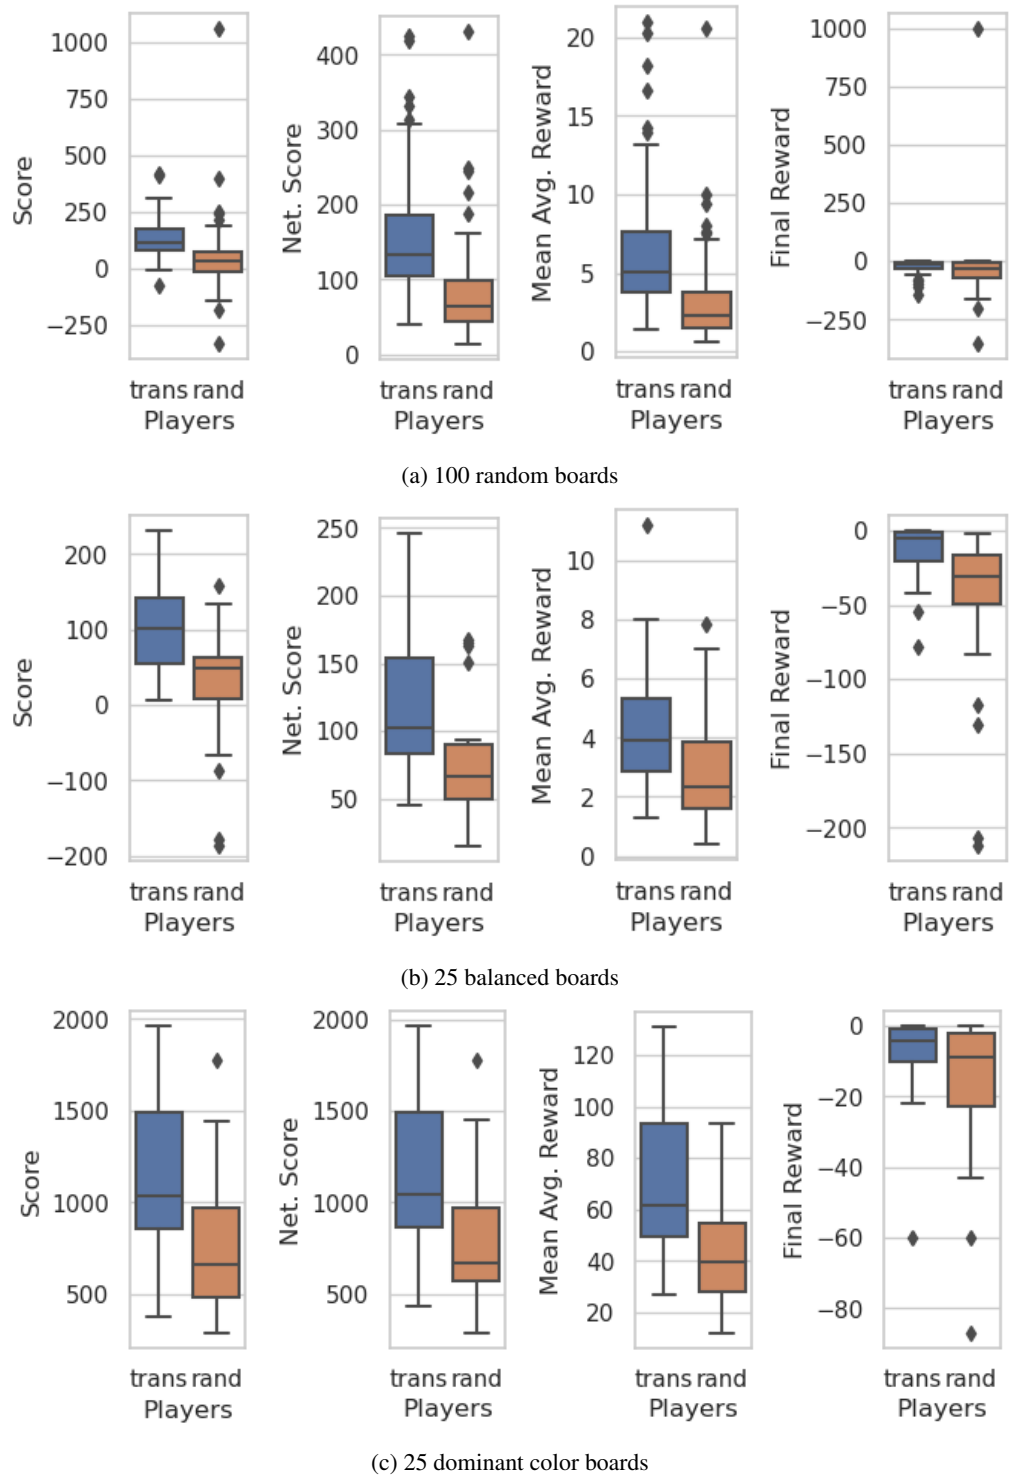 1000
750
500
250
0
−250
Score
trans rand
Players
400
300
200
100
0
Net. Score
trans rand
Players
20
15
10
5
0
Mean Avg. Reward
trans rand
Players
1000
750
500
250
0
−250
Final Reward
trans rand
Players
(a) 100 random boards
200
100
0
−100
−200
Score
trans rand
Players
250
200
150
100
50
Net. Score
trans rand
Players
10
8
6
4
2
0
Mean Avg. Reward
trans rand
Players
0
−50
−100
−150
−200
Final Reward
trans rand
Players
(b) 25 balanced boards
2000
1500
1000
500
Score
trans rand
Players
2000
1500
1000
500
Net. Score
trans rand
Players
120
100
80
60
40
20
Mean Avg. Reward
trans rand
Players
0
−20
−40
−60
−80
Final Reward
trans rand
Players
(c) 25 dominant color boards